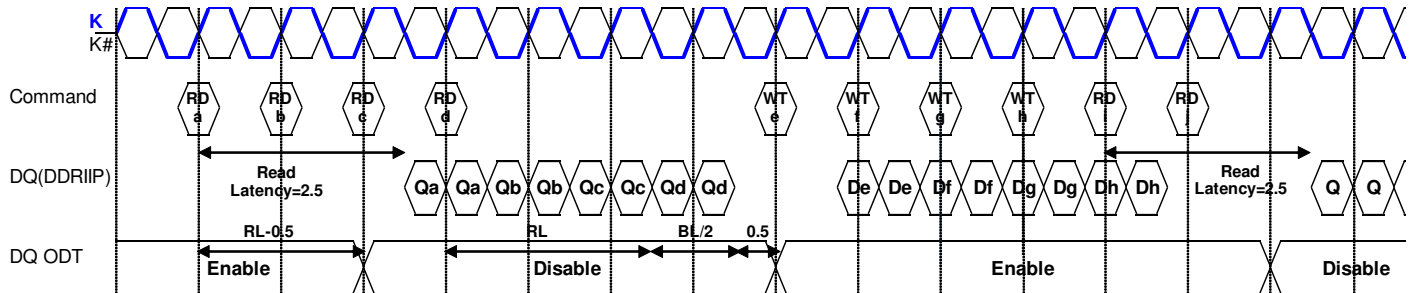 K
K#
Command
RD a RD b RD c RD d WT e WT f WT g WT h RD i RD j
DQ(DDRIIP)
Read
Latency=2.5
Qa Qa Qb Qb Qc Qc Qd Qd De De Df Df Dg Dg Dh Dh
Read
Latency=2.5
Q Q
DQ ODT
RL-0.5 RL BL/2 0.5
Enable Disable Enable Disable